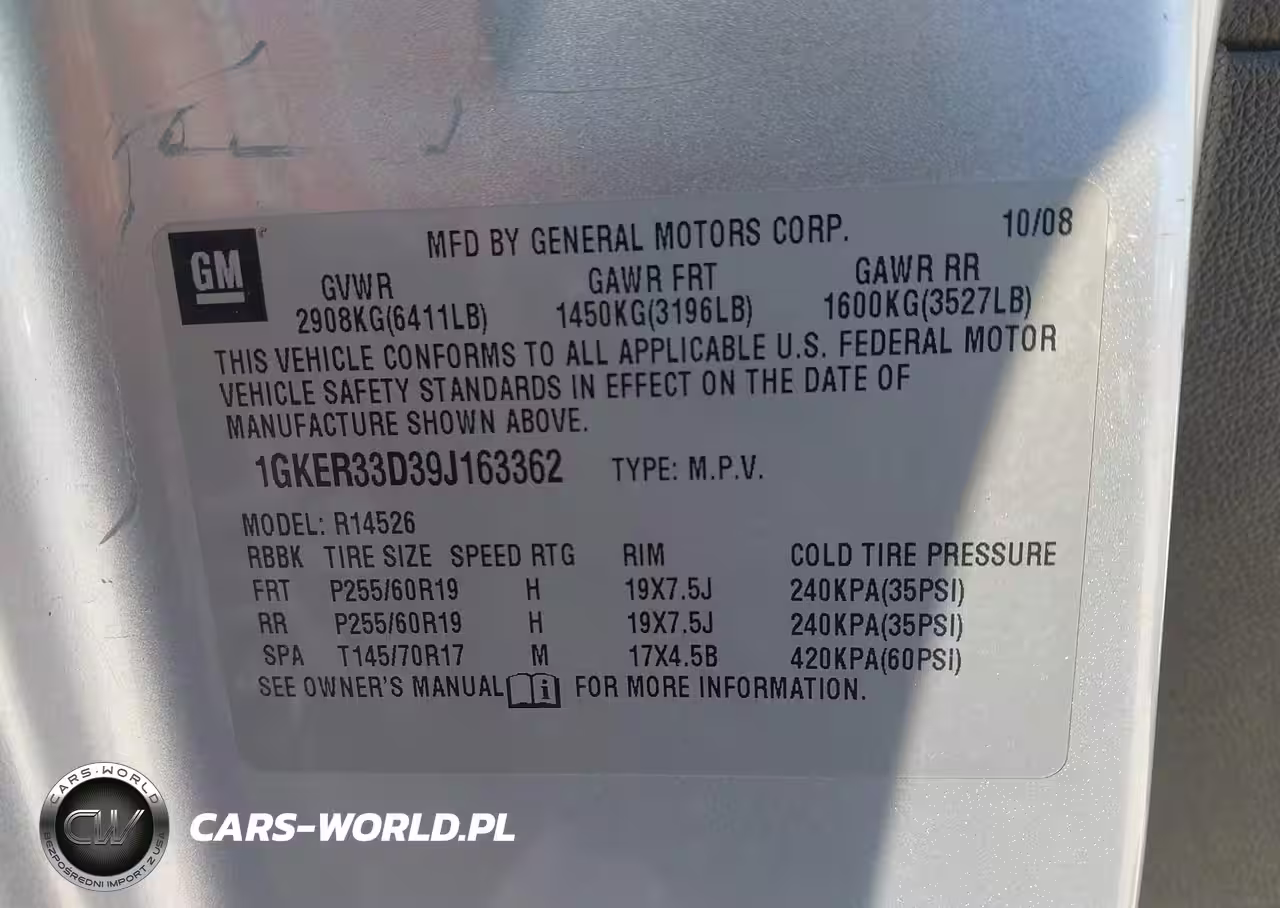 GM
MFD BY GENERAL MOTORS CORP. 10/08
GVWR GAWR FRT GAWR RR
2908KG(6411LB) 1450KG(3196LB) 1600KG(3527LB)
THIS VEHICLE CONFORMS TO ALL APPLICABLE U.S. FEDERAL MOTOR
VEHICLE SAFETY STANDARDS IN EFFECT ON THE DATE OF
MANUFACTURE SHOWN ABOVE.
1GKER33D39J163362 TYPE: M.P.V.
MODEL: R14526
RBBK TIRE SIZE SPEED RTG RIM COLD TIRE PRESSURE
FRT P255/60R19 H 19X7.5J 240KPA(35PSI)
RR P255/60R19 H 19X7.5J 240KPA(35PSI)
SPA T145/70R17 M 17X4.5B 420KPA(60PSI)
SEE OWNER'S MANUAL i FOR MORE INFORMATION.
CARS-WORLD
CW
BEZPOŚREDNI IMPORT Z USA
CARS-WORLD.PL